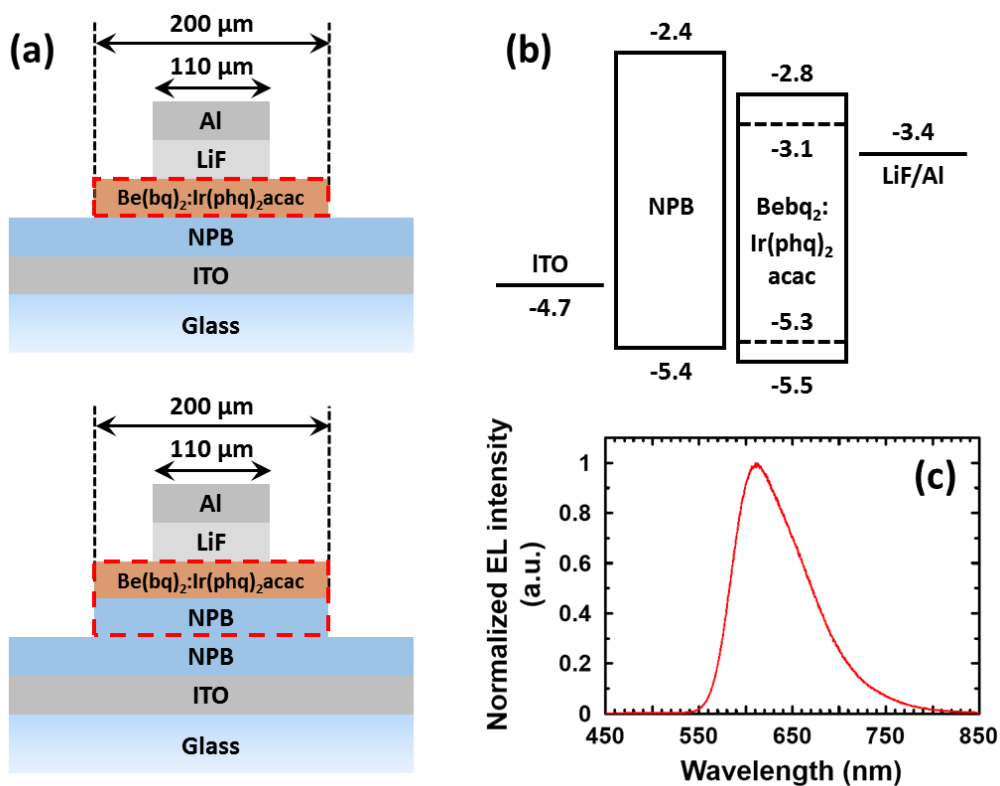 (a)
200 μm
110 μm
Al
LiF
Be(bq)₂:Ir(phq)₂acac
NPB
ITO
Glass
200 μm
110 μm
Al
LiF
Be(bq)₂:Ir(phq)₂acac
NPB
NPB
ITO
Glass
(b)
-2.4
-2.8
-3.1
-3.4
LiF/Al
NPB
Bebq₂:
Ir(phq)₂
acac
ITO
-4.7
-5.3
-5.4
-5.5
(c)
Normalized EL intensity
(a.u.)
1
0.8
0.6
0.4
0.2
0
450 550 650 750 850
Wavelength (nm)